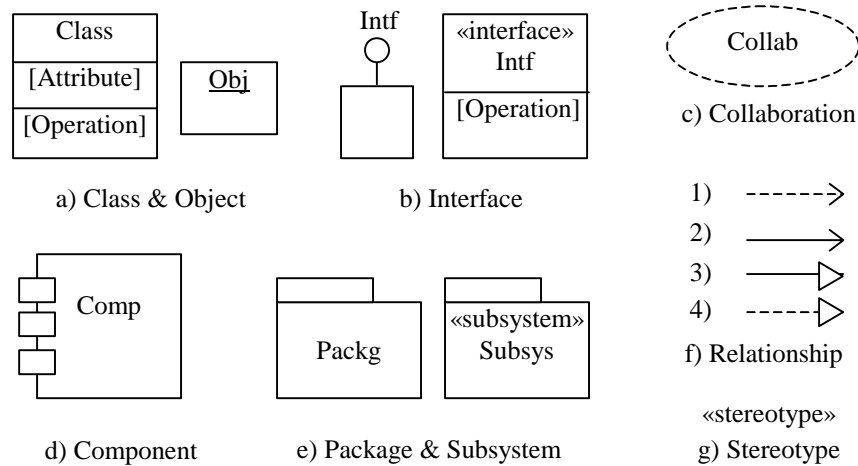 Class
[Attribute]
[Operation]
Obj
a) Class & Object
Intf
«interface»
Intf
[Operation]
b) Interface
Collab
c) Collaboration
Comp
d) Component
Packg
«subsystem»
Subsys
e) Package & Subsystem
1)
2)
3)
4)
f) Relationship
«stereotype»
g) Stereotype